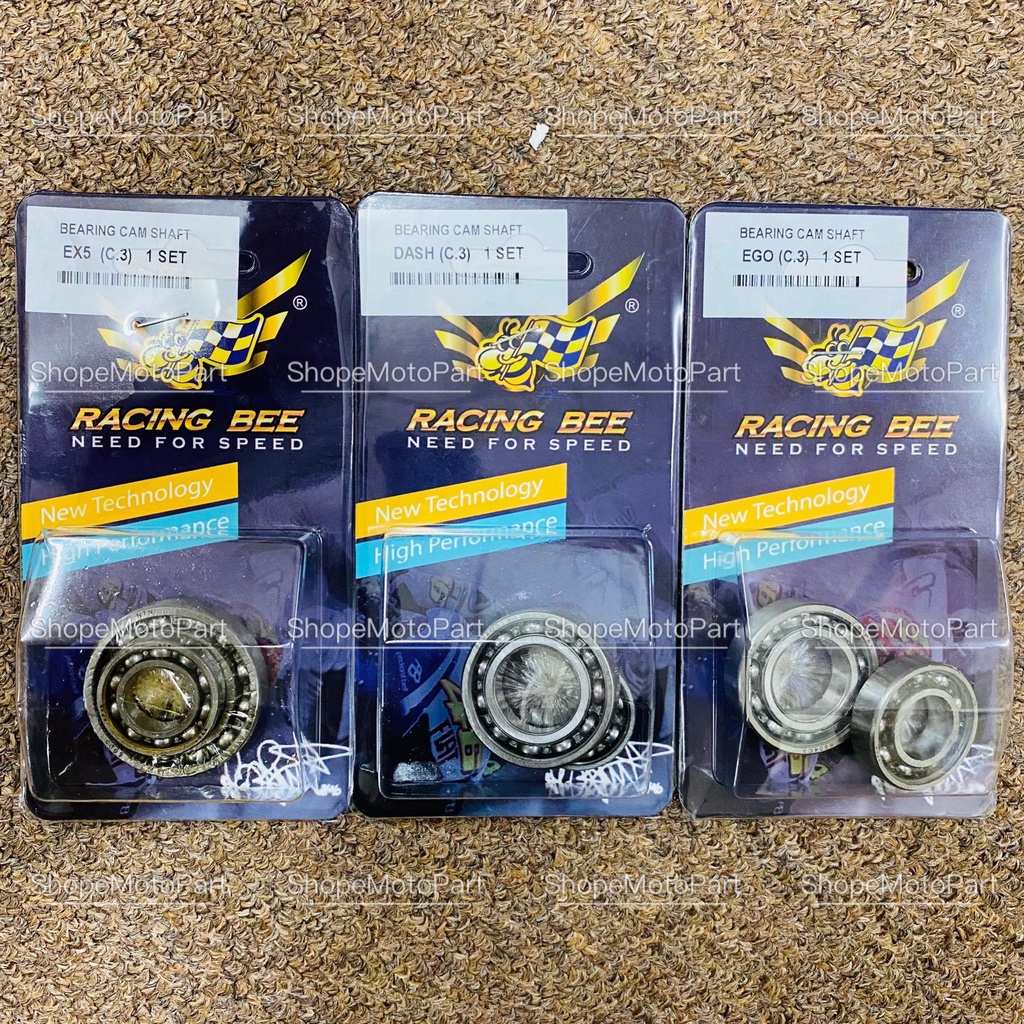 ShopeMotoPart ShopeMotoPart ShopeMotoPart ShopeMotoPart
BEARING CAM SHAFT
EX5 (C.3) 1 SET
®
RACING BEE
NEED FOR SPEED
New Technology
High Performance
BEARING CAM SHAFT
DASH (C.3) 1 SET
®
RACING BEE
NEED FOR SPEED
New Technology
High Performance
BEARING CAM SHAFT
EGO (C.3) 1 SET
®
RACING BEE
NEED FOR SPEED
New Technology
High Performance
ShopeMotoPart ShopeMotoPart ShopeMotoPart ShopeMotoPart
ShopeMotoPart ShopeMotoPart ShopeMotoPart ShopeMotoPart
46
ShopeMotoPart ShopeMotoPart ShopeMotoPart ShopeMotoPart